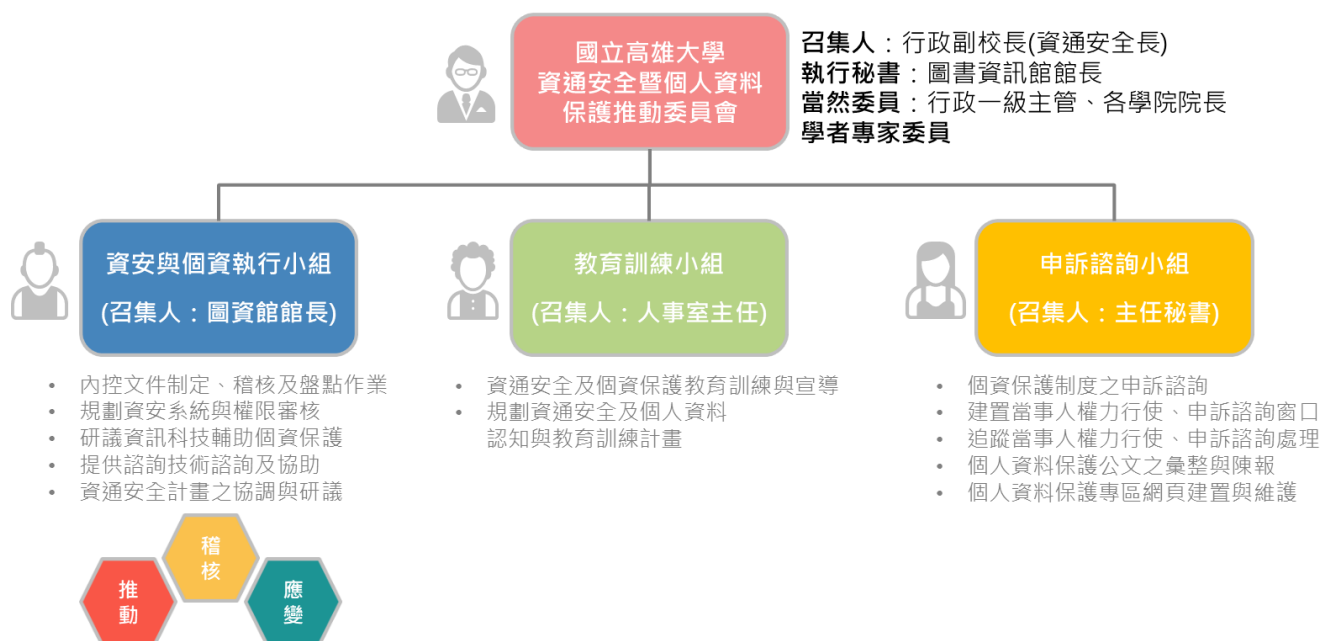 國立高雄大學
資通安全暨個人資料
保護推動委員會
召集人：行政副校長(資通安全長)
執行秘書：圖書資訊館館長
當然委員：行政一級主管、各學院院長
學者專家委員
資安與個資執行小組
(召集人：圖資館館長)
• 內控文件制定、稽核及盤點作業
• 規劃資安系統與權限審核
• 研議資訊科技輔助個資保護
• 提供諮詢技術諮詢及協助
• 資通安全計畫之協調與研議
推動
稽核
應變
教育訓練小組
(召集人：人事室主任)
• 資通安全及個資保護教育訓練與宣導
• 規劃資通安全及個人資料
認知與教育訓練計畫
申訴諮詢小組
(召集人：主任秘書)
• 個資保護制度之申訴諮詢
• 建置當事人權力行使、申訴諮詢窗口
• 追蹤當事人權力行使、申訴諮詢處理
• 個人資料保護公文之彙整與陳報
• 個人資料保護專區網頁建置與維護